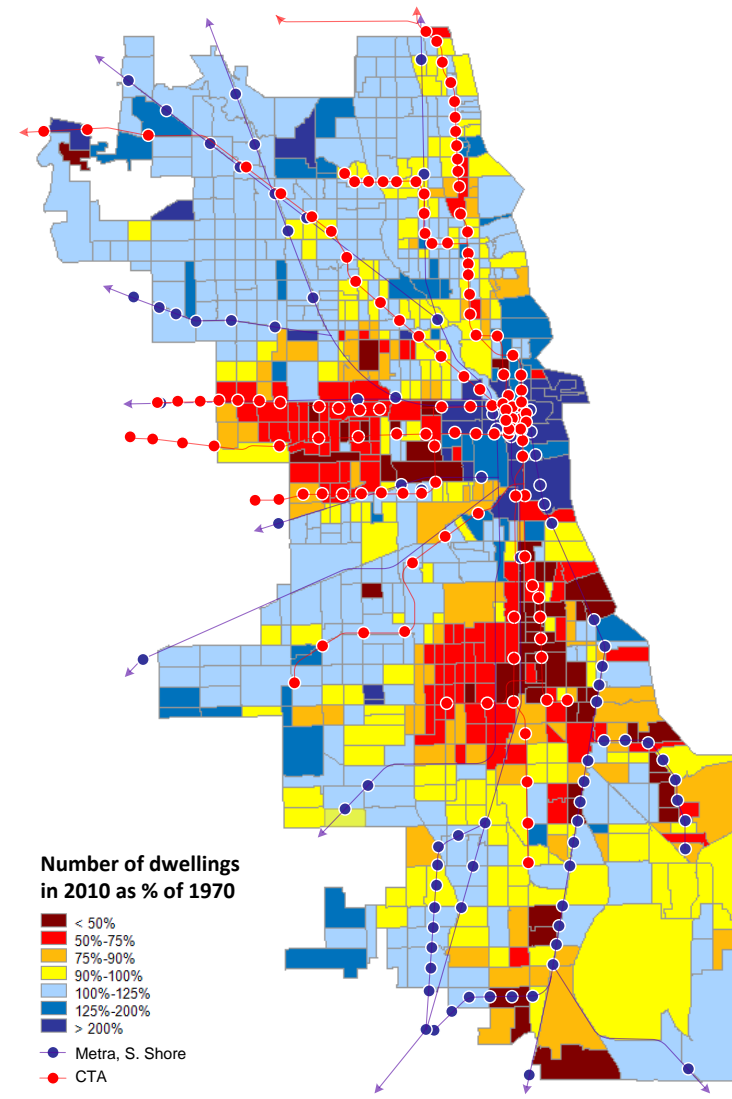 Number of dwellings
in 2010 as % of 1970
< 50%
50%-75%
75%-90%
90%-100%
100%-125%
125%-200%
> 200%
Metra, S. Shore
CTA